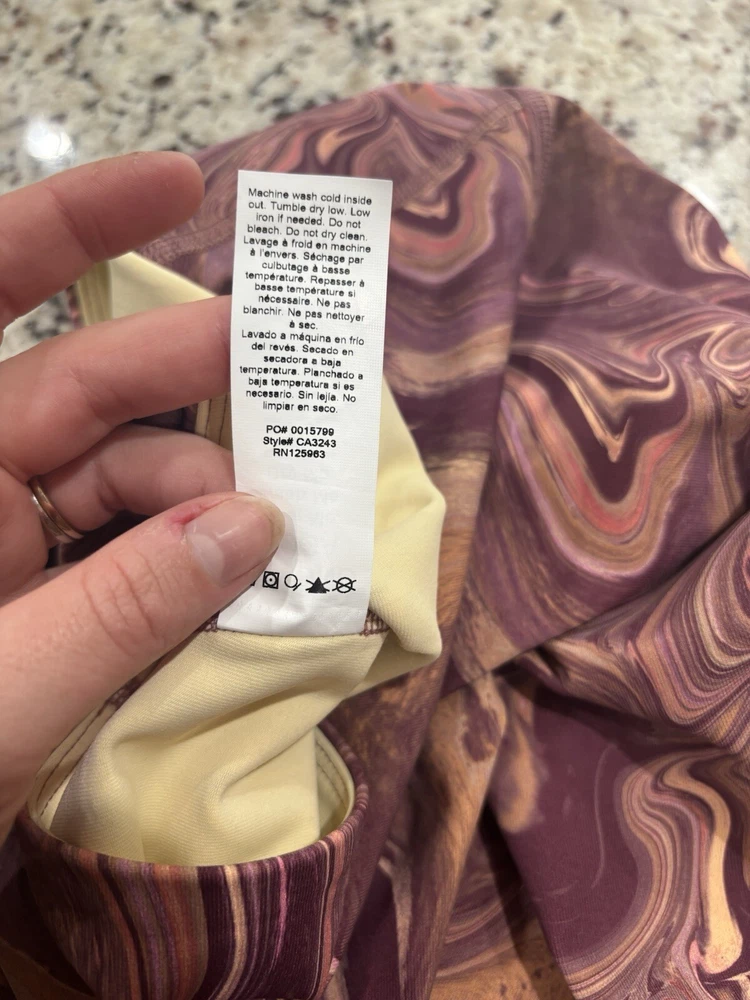 Machine wash cold inside
out. Tumble dry low. Low
iron if needed. Do not
bleach. Do not dry clean.
Lavage à froid en machine
à l'envers. Séchage par
culbutage à basse
température. Repasser à
basse température si
nécessaire. Ne pas
blanchir. Ne pas nettoyer
à sec.
Lavado a máquina en frío
del revés. Secado en
secadora a baja
temperatura. Planchado a
baja temperatura si es
necesario. Sin lejía. No
limpiar en seco.
PO# 0015799
Style# CA3243
RN125963